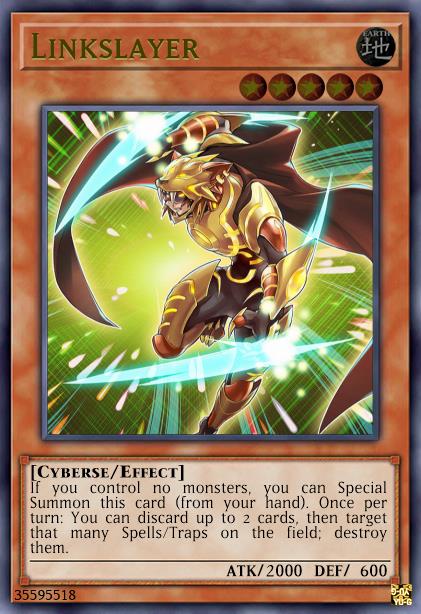 LINKSLAYER
EARTH
地
[CYBERSE/EFFECT]
If you control no monsters, you can Special
Summon this card (from your hand). Once per
turn: You can discard up to 2 cards, then target
that many Spells/Traps on the field; destroy
them.
ATK/2000 DEF/ 600
35595518